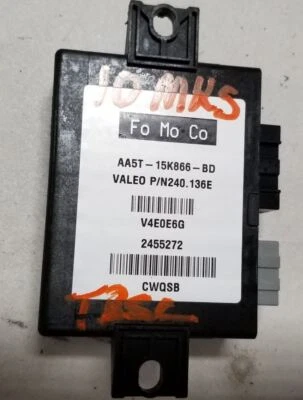 10 MKS
Fo Mo Co
AA5T-15K866-BD
VALEO P/N240.136E
V4E0E6G
2455272
CWQSB